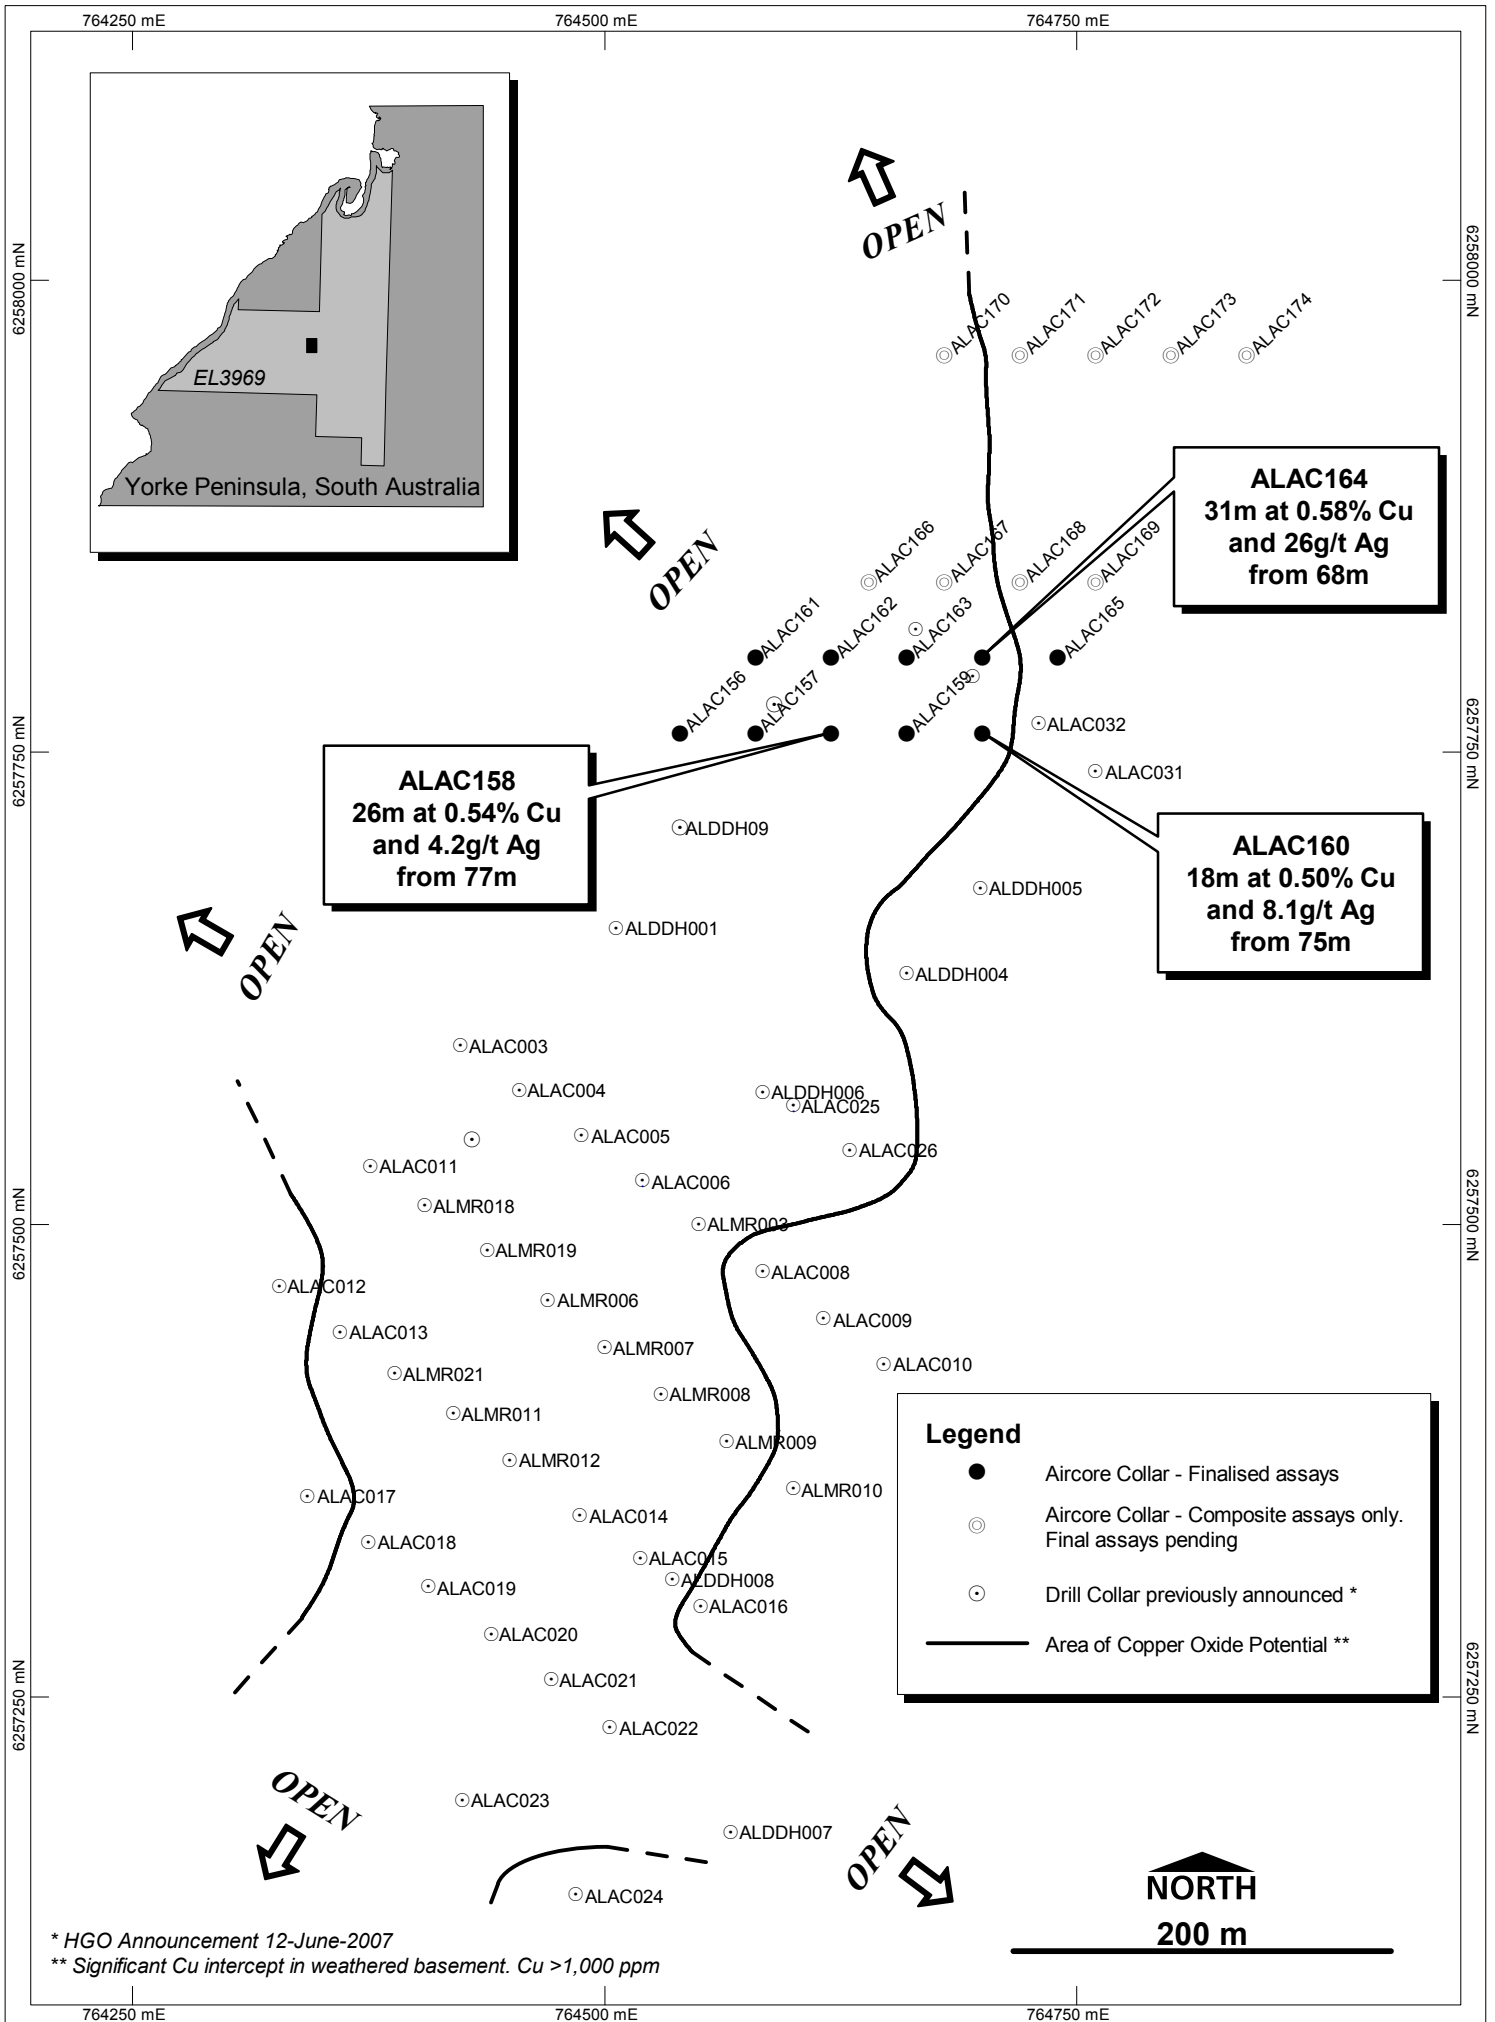 764250 mE
764500 mE
764750 mE
6258000 mN
6258000 mN
EL3969
Yorke Peninsula, South Australia
OPEN
ALAC170
ALAC171
ALAC172
ALAC173
ALAC174
OPEN
ALAC164
31m at 0.58% Cu
and 26g/t Ag
from 68m
ALAC166
ALAC167
ALAC168
ALAC169
ALAC161
ALAC162
ALAC163
ALAC165
ALAC156
ALAC157
ALAC159
ALAC032
6257750 mN
6257750 mN
ALAC031
ALAC158
26m at 0.54% Cu
and 4.2g/t Ag
from 77m
ALDDH09
ALAC160
18m at 0.50% Cu
and 8.1g/t Ag
from 75m
ALDDH005
ALDDH001
OPEN
ALDDH004
ALAC003
ALAC004
ALDDH006
ALAC025
ALAC005
ALAC026
ALAC011
ALAC006
ALMR018
ALMR003
6257500 mN
6257500 mN
ALMR019
ALAC008
ALAC012
ALMR006
ALAC009
ALAC013
ALMR007
ALAC010
ALMR021
ALMR008
ALMR011
ALMR009
ALMR012
ALMR010
ALAC017
ALAC014
ALAC018
ALAC015
ALDDH008
ALAC019
ALAC016
ALAC020
ALAC021
ALAC022
Legend
Aircore Collar - Finalised assays
Aircore Collar - Composite assays only.
Final assays pending
Drill Collar previously announced *
Area of Copper Oxide Potential **
6257250 mN
6257250 mN
OPEN
ALAC023
ALDDH007
OPEN
ALAC024
NORTH
200 m
* HGO Announcement 12-June-2007
** Significant Cu intercept in weathered basement. Cu >1,000 ppm
764250 mE
764500 mE
764750 mE